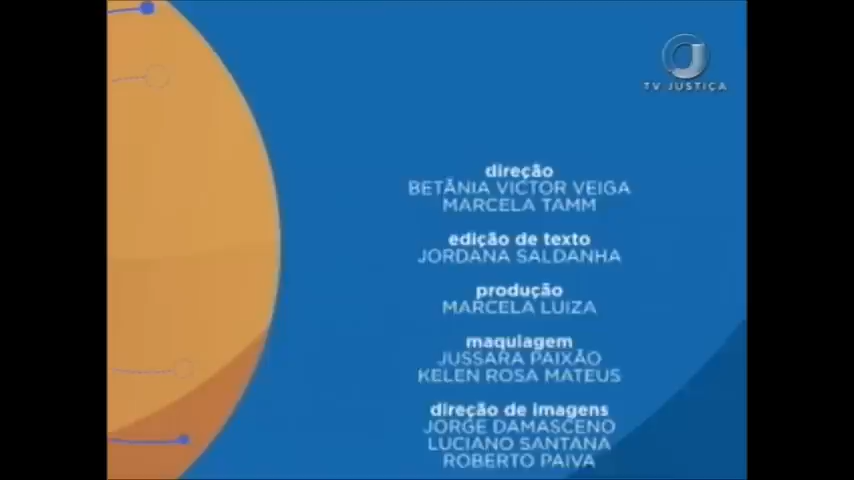 TV JUSTIÇA
direção
BETÂNIA VICTOR VEIGA
MARCELA TAMM
edição de texto
JORDANA SALDANHA
produção
MARCELA LUIZA
maquiagem
JUSSARA PAIXÃO
KELEN ROSA MATEUS
direção de imagens
JORGE DAMASCENO
LUCIANO SANTANA
ROBERTO PAIVA